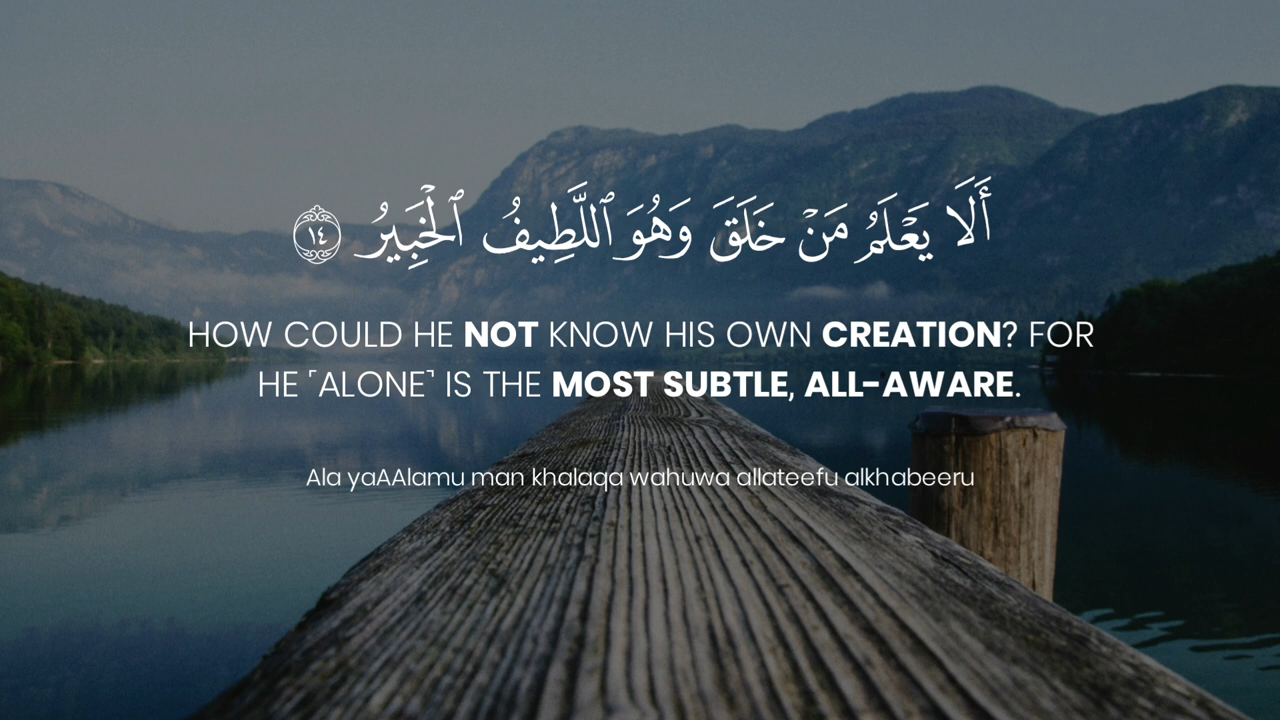 أَلَا يَعْلَمُ مَنْ خَلَقَ وَهُوَ ٱللَّطِيفُ ٱلْخَبِيرُ ١٤
HOW COULD HE NOT KNOW HIS OWN CREATION? FOR
HE ˹ALONE˺ IS THE MOST SUBTLE, ALL-AWARE.
Ala yaAAlamu man khalaqa wahuwa allateefu alkhabeeru